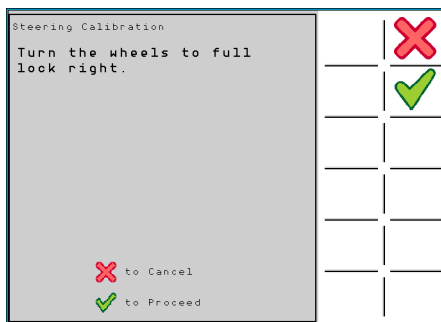 Steering Calibration
Turn the wheels to full
lock right.
to Cancel
to Proceed